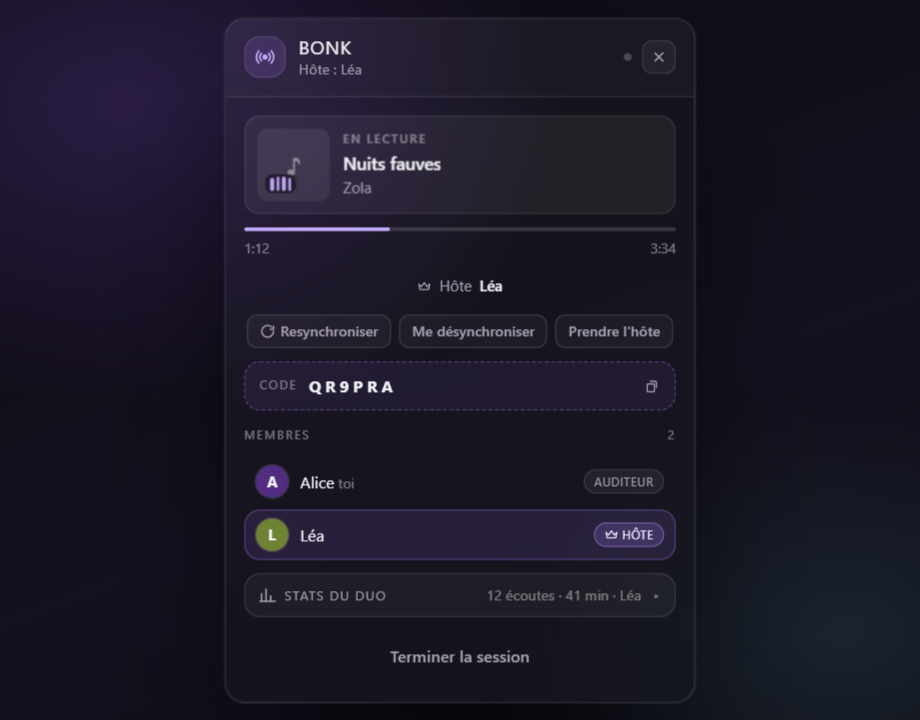 BONK
Hôte : Léa
EN LECTURE
Nuits fauves
Zola
1:12 3:34
Hôte Léa
Resynchroniser Me désynchroniser Prendre l'hôte
CODE QR9PRA
MEMBRES 2
A Alice toi AUDITEUR
L Léa HÔTE
STATS DU DUO 12 écoutes · 41 min · Léa
Terminer la session